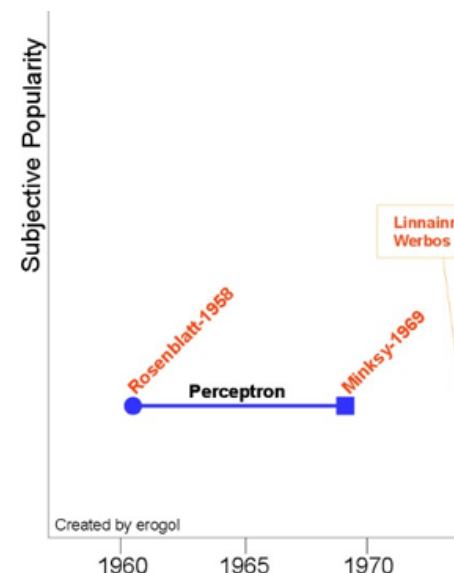 Subjective Popularity
Werbos
Rosenblatt-1958
Minksy-1969
Perceptron
Created by erogol
1960 1965 1970